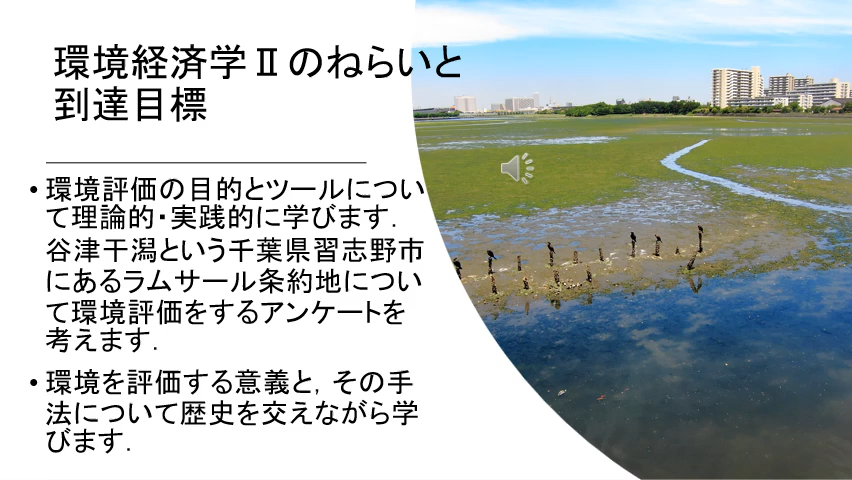 環境経済学Ⅱのねらいと
到達目標
• 環境評価の目的とツールについ
て理論的・実践的に学びます．
谷津干潟という千葉県習志野市
にあるラムサール条約地につい
て環境評価をするアンケートを
考えます．
• 環境を評価する意義と，その手
法について歴史を交えながら学
びます．